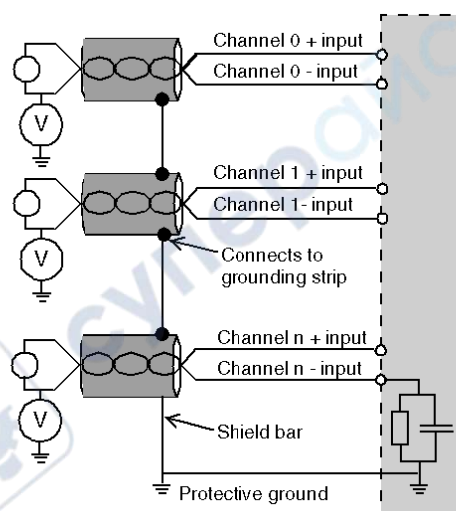 Channel 0 + input
Channel 0 - input
V
Channel 1 + input
Channel 1- input
V
Connects to
grounding strip
Channel n + input
Channel n - input
V
Shield bar
Protective ground